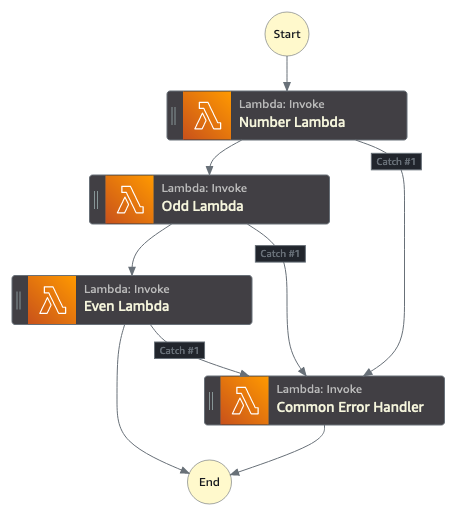 Start
Lambda: Invoke
Number Lambda
Catch #1
Lambda: Invoke
Odd Lambda
Catch #1
Lambda: Invoke
Even Lambda
Catch #1
Lambda: Invoke
Common Error Handler
End